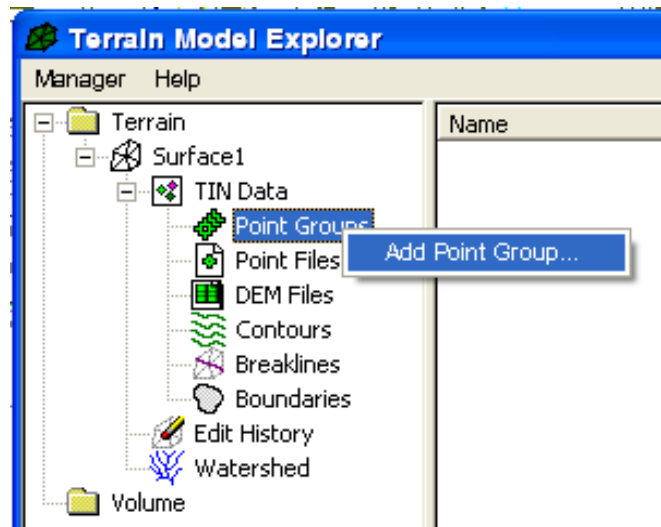 Terrain Model Explorer
Manager Help
Terrain
Name
Surface1
TIN Data
Point Groups
Add Point Group...
Point Files
DEM Files
Contours
Breaklines
Boundaries
Edit History
Watershed
Volume